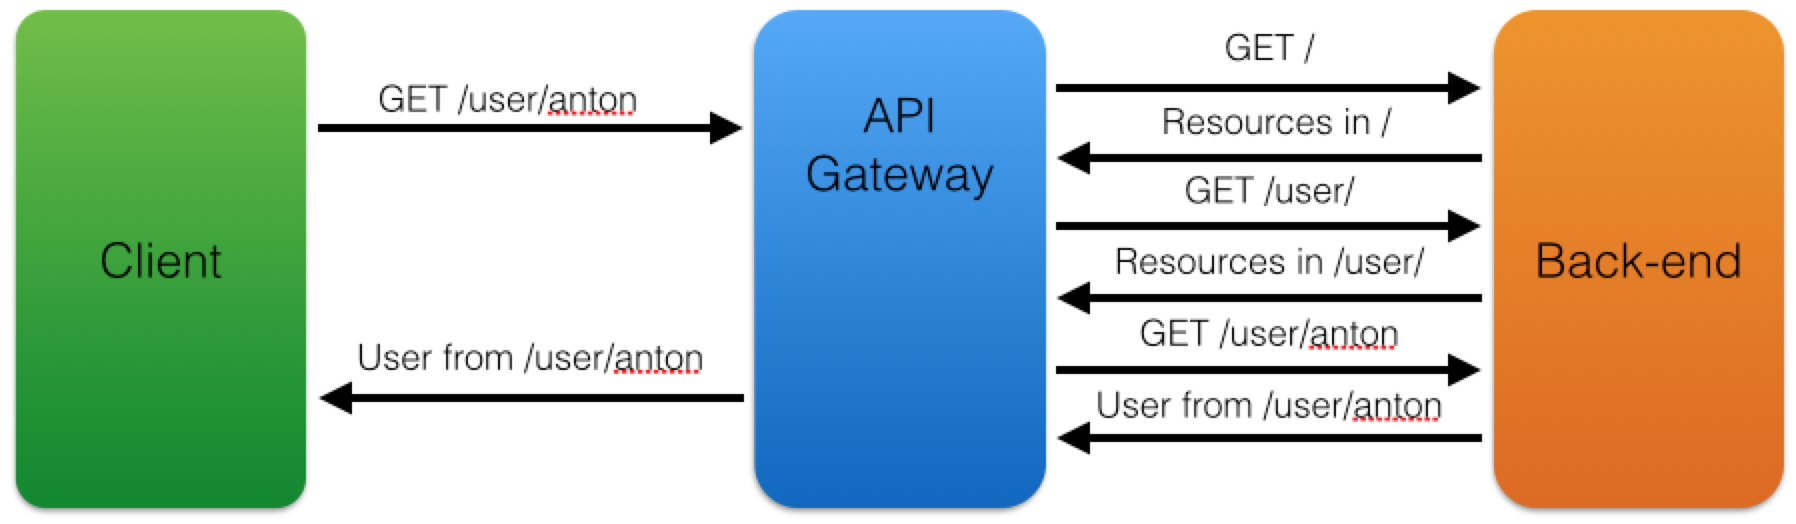 Client
GET /user/anton
User from /user/anton
API
Gateway
GET /
Resources in /
GET /user/
Resources in /user/
GET /user/anton
User from /user/anton
Back-end